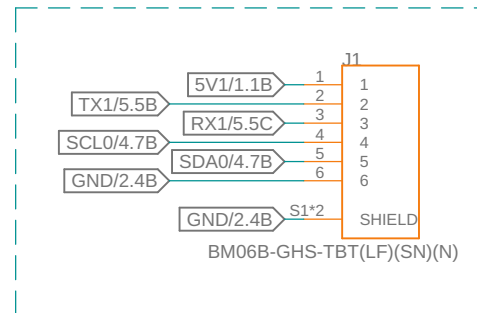 J1
5V1/1.1B 1 1
TX1/5.5B 2 2
RX1/5.5C 3 3
SCL0/4.7B 4 4
SDA0/4.7B 5 5
GND/2.4B 6 6
GND/2.4B S1*2 SHIELD
BM06B-GHS-TBT(LF)(SN)(N)